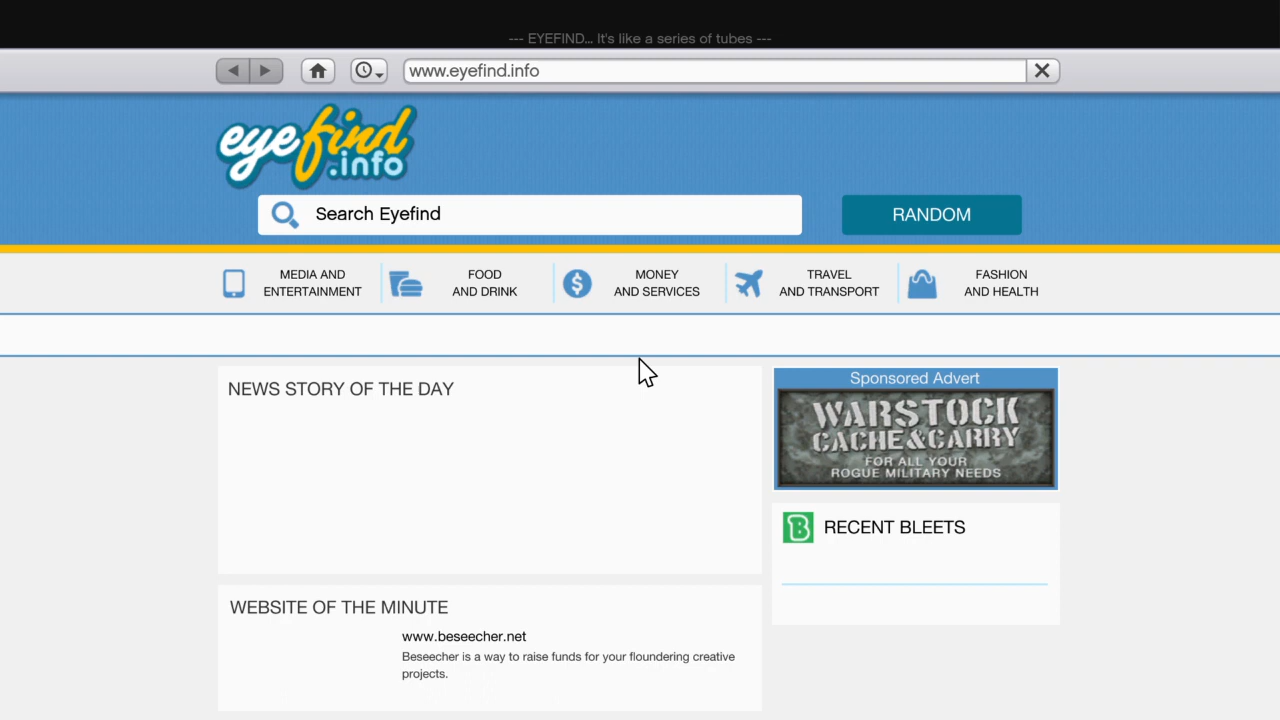 --- EYEFIND... It's like a series of tubes ---
www.eyefind.info
eyefind
.info
Search Eyefind
RANDOM
MEDIA AND
ENTERTAINMENT
FOOD
AND DRINK
MONEY
AND SERVICES
TRAVEL
AND TRANSPORT
FASHION
AND HEALTH
NEWS STORY OF THE DAY
Sponsored Advert
WARSTOCK
CACHE&CARRY
FOR ALL YOUR
ROGUE MILITARY NEEDS
B RECENT BLEETS
WEBSITE OF THE MINUTE
www.beseecher.net
Beseecher is a way to raise funds for your floundering creative
projects.